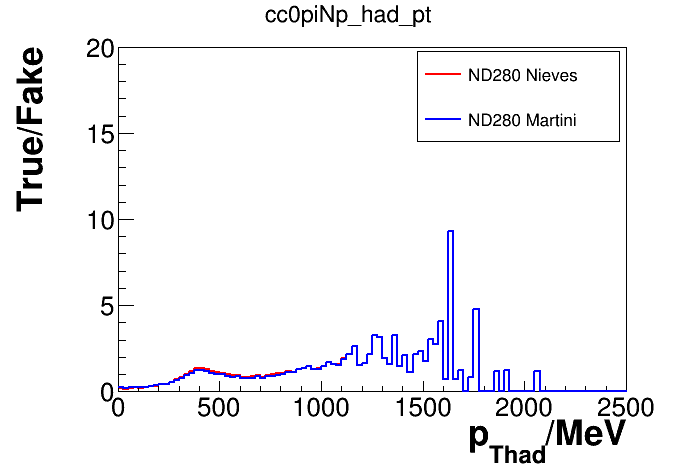 cc0piNp_had_pt
True/Fake
20
15
10
5
0
ND280 Nieves
ND280 Martini
0 500 1000 1500 2000 2500
pThad/MeV